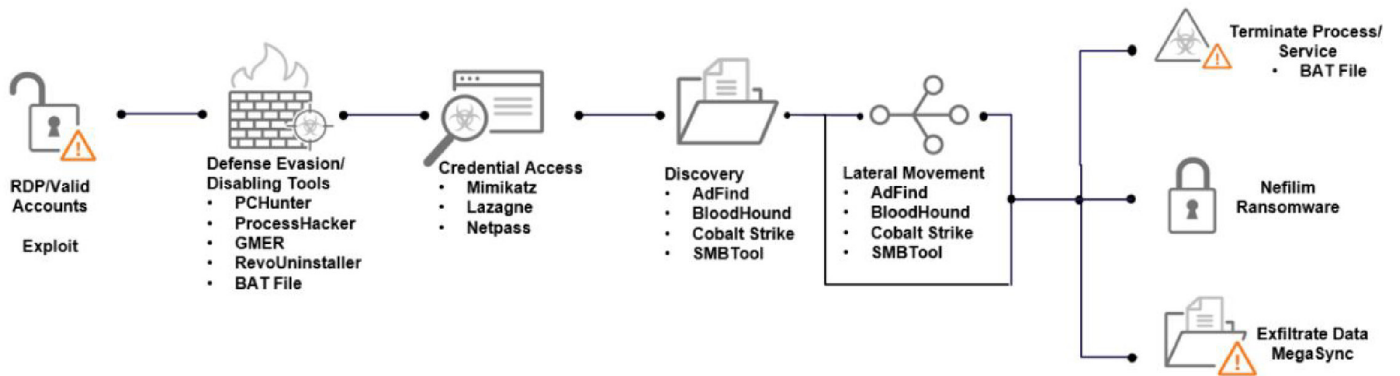 RDP/Valid
Accounts
Exploit
Defense Evasion/
Disabling Tools
• PCHunter
• ProcessHacker
• GMER
• RevoUninstaller
• BAT File
Credential Access
• Mimikatz
• Lazagne
• Netpass
Discovery
• AdFind
• BloodHound
• Cobalt Strike
• SMBTool
Lateral Movement
• AdFind
• BloodHound
• Cobalt Strike
• SMBTool
Terminate Process/
Service
• BAT File
Nefilim
Ransomware
Exfiltrate Data
MegaSync